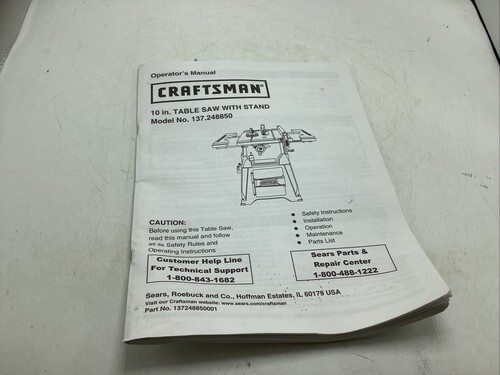 Operator's Manual
CRAFTSMAN®
10 in. TABLE SAW WITH STAND
Model No. 137.248850
CAUTION:
Before using this Table Saw,
read this manual and follow
all its Safety Rules and
Operating Instructions
● Safety Instructions
● Installation
● Operation
● Maintenance
● Parts List
Customer Help Line
For Technical Support
1-800-843-1682
Sears Parts &
Repair Center
1-800-488-1222
Sears, Roebuck and Co., Hoffman Estates, IL 60179 USA
Visit our Craftsman website: www.sears.com/craftsman
Part No. 137248850001